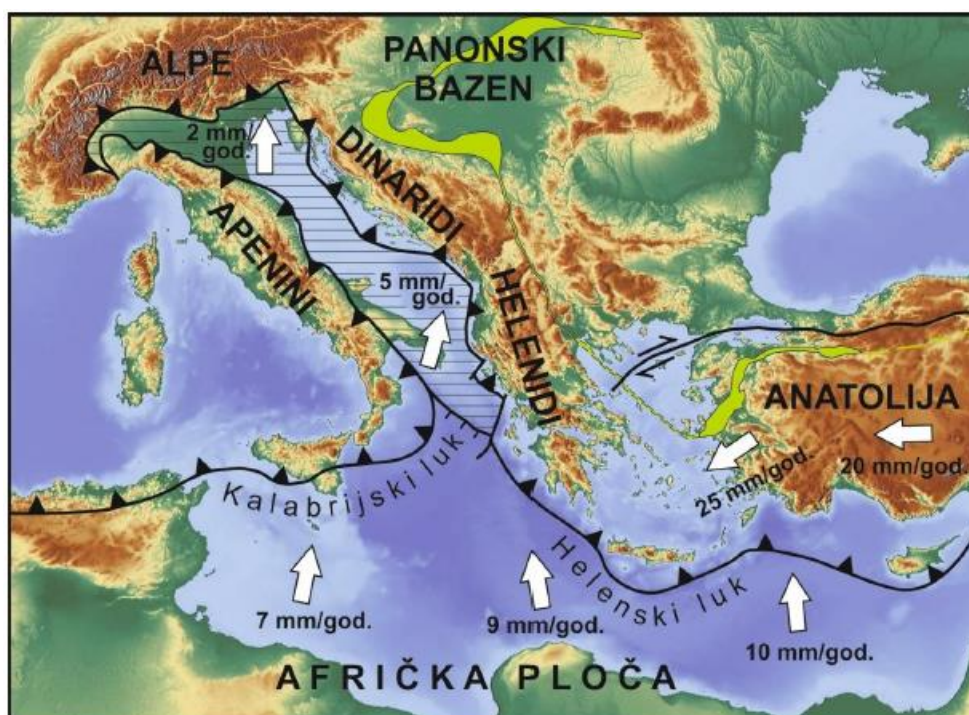 ALPE
PANONSKI
BAZEN
2 mm/
god.
DINARIDI
APENINI
5 mm/
god.
HELENIDI
ANATOLIJA
20 mm/god.
25 mm/god.
Kalabrijski luk
Helenski luk
7 mm/god.
9 mm/god.
10 mm/god.
AFRIČKA PLOČA